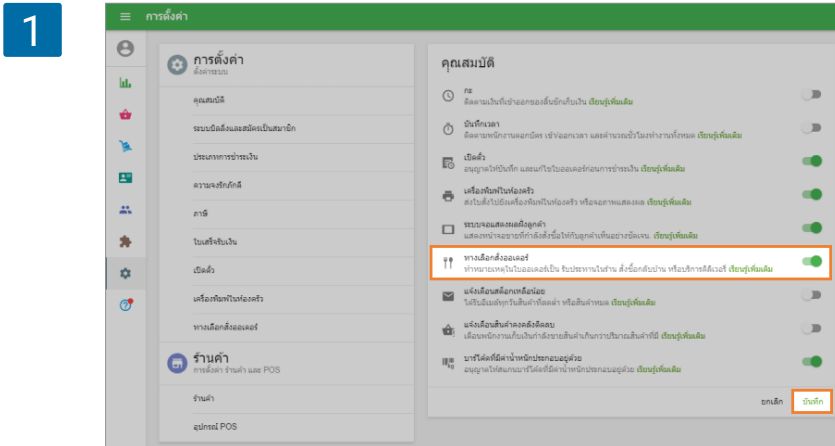 1
การตั้งค่า
การตั้งค่า
ตั้งค่าระบบ
คุณสมบัติ
ระบบบิลลิ่งและสมัครเป็นสมาชิก
ประเภทการชำระเงิน
ความจงรักภักดี
ภาษี
ใบเสร็จรับเงิน
เปิดตั๋ว
เครื่องพิมพ์ในห้องครัว
ทางเลือกสั่งออเดอร์
ร้านค้า
การตั้งค่า ร้านค้า และ POS
ร้านค้า
อุปกรณ์ POS
คุณสมบัติ
กะ
ติดตามเงินที่เข้าออกของลิ้นชักเก็บเงิน เรียนรู้เพิ่มเติม
บันทึกเวลา
ติดตามพนักงานตอกบัตร เข้า/ออกเวลา และคำนวณชั่วโมงทำงานทั้งหมด เรียนรู้เพิ่มเติม
เปิดตั๋ว
อนุญาตให้บันทึก และแก้ไขใบออเดอร์ก่อนการชำระเงิน เรียนรู้เพิ่มเติม
เครื่องพิมพ์ในห้องครัว
ส่งใบสั่งไปยังเครื่องพิมพ์ในห้องครัว หรือจอภาพแสดงผล เรียนรู้เพิ่มเติม
ระบบจอแสดงผลฝั่งลูกค้า
แสดงหน้าจอขายที่กำลังสั่งซื้อให้กับลูกค้าเห็นอย่างชัดเจน เรียนรู้เพิ่มเติม
ทางเลือกสั่งออเดอร์
ทำหมายเหตุในใบออเดอร์เป็น รับประทานในร้าน สั่งซื้อกลับบ้าน หรือบริการดิลิเวอรี่ เรียนรู้เพิ่มเติม
แจ้งเตือนสต็อกเหลือน้อย
ได้รับอีเมล์ทุกวันสินค้าที่ลดต่ำ หรือสินค้าหมด เรียนรู้เพิ่มเติม
แจ้งเตือนสินค้าคงคลังติดลบ
เตือนพนักงานเก็บเงินถ้ากำลังขายสินค้าเกินกว่าปริมาณสินค้าที่มี เรียนรู้เพิ่มเติม
บาร์โค้ดที่มีค่าน้ำหนักประกอบอยู่ด้วย
อนุญาตให้สแกนบาร์โค้ดที่มีค่าน้ำหนักประกอบอยู่ด้วย เรียนรู้เพิ่มเติม
ยกเลิก
บันทึก